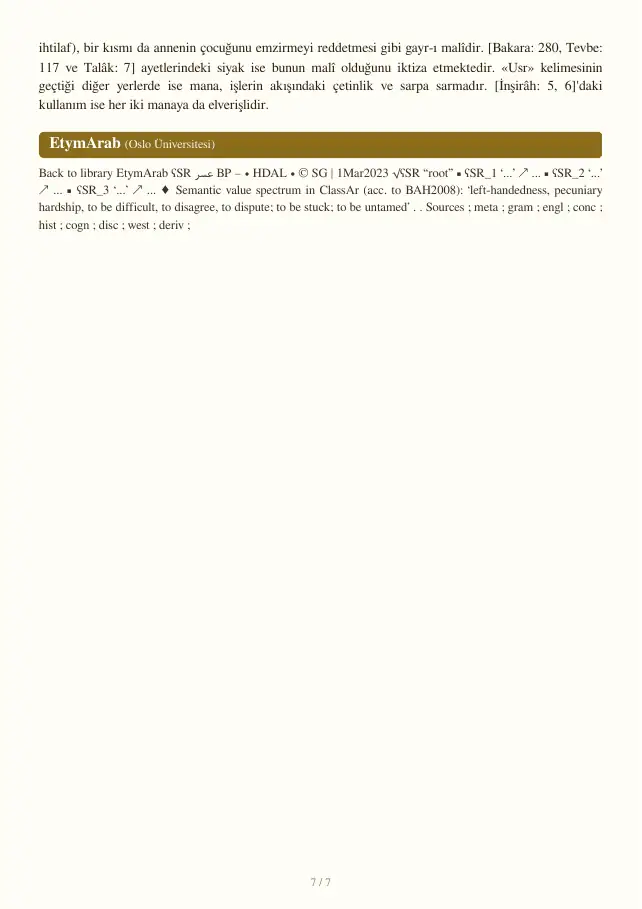 ihtilaf), bir kısmı da annenin çocuğunu emzirmeyi reddetmesi gibi gayr-ı malîdir. [Bakara: 280, Tevbe:
117 ve Talâk: 7] ayetlerindeki siyak ise bunun malî olduğunu iktiza etmektedir. «Usr» kelimesinin
geçtiği diğer yerlerde ise mana, işlerin akışındaki çetinlik ve sarpa sarmadır. [İnşirâh: 5, 6]'daki
kullanım ise her iki manaya da elverişlidir.
EtymArab (Oslo Üniversitesi)
Back to library EtymArab ʕSR عسر BP – • HDAL • © SG | 1Mar2023 √ʕSR “root” ▪ ʕSR_1 ‘...’ ↗ ... ▪ ʕSR_2 ‘...’
↗ ... ▪ ʕSR_3 ‘...’ ↗ ... ♦ Semantic value spectrum in ClassAr (acc. to BAH2008): ‘left-handedness, pecuniary
hardship, to be difficult, to disagree, to dispute; to be stuck; to be untamed’ . . Sources ; meta ; gram ; engl ; conc ;
hist ; cogn ; disc ; west ; deriv ;
7 / 7